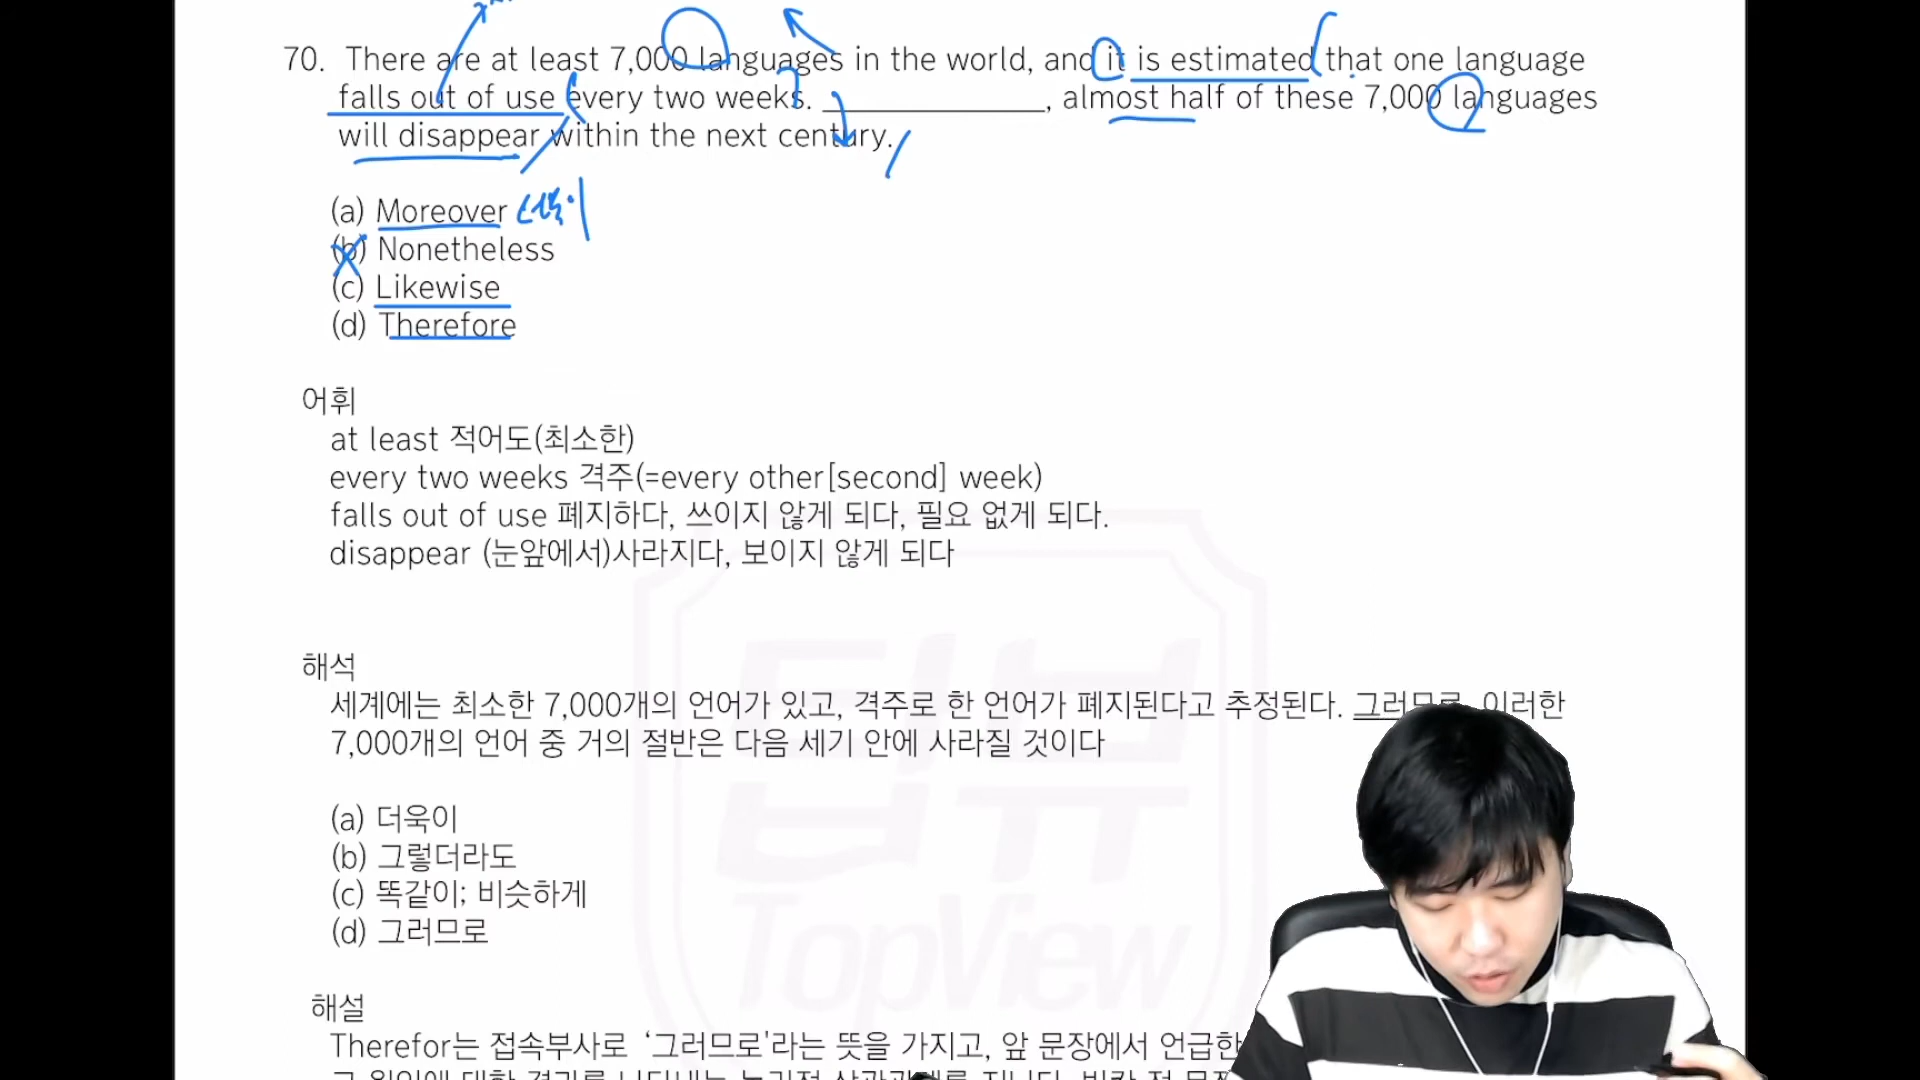 70. There are at least 7,000 languages in the world, and it is estimated that one language
falls out of use every two weeks. ______________, almost half of these 7,000 languages
will disappear within the next century.
(a) Moreover
(b) Nonetheless
(c) Likewise
(d) Therefore
어휘
at least 적어도(최소한)
every two weeks 격주(=every other[second] week)
falls out of use 폐지하다, 쓰이지 않게 되다, 필요 없게 되다.
disappear (눈앞에서)사라지다, 보이지 않게 되다
해석
세계에는 최소한 7,000개의 언어가 있고, 격주로 한 언어가 폐지된다고 추정된다. 그러므로, 이러한
7,000개의 언어 중 거의 절반은 다음 세기 안에 사라질 것이다
(a) 더욱이
(b) 그렇더라도
(c) 똑같이; 비슷하게
(d) 그러므로
해설
Therefor는 접속부사로 ‘그러므로'라는 뜻을 가지고, 앞 문장에서 언급한
탑뷰
TopView